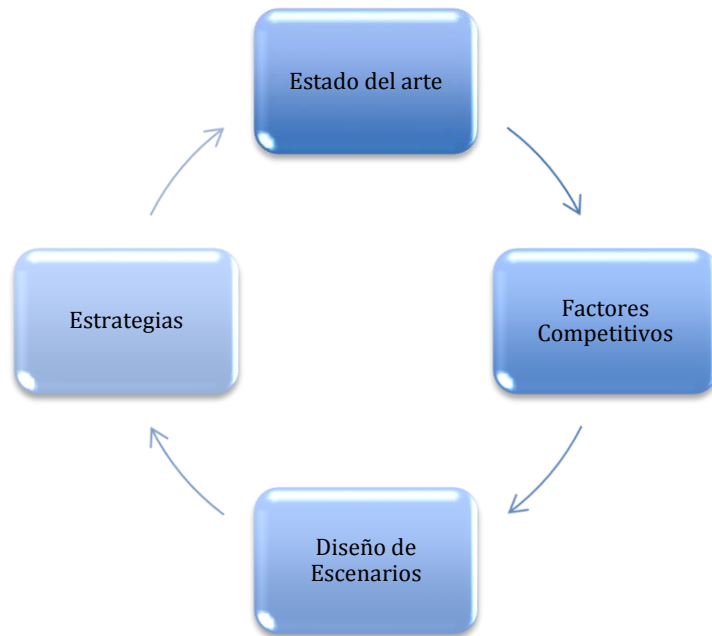 Estado del arte
Factores
Competitivos
Diseño de
Escenarios
Estrategias